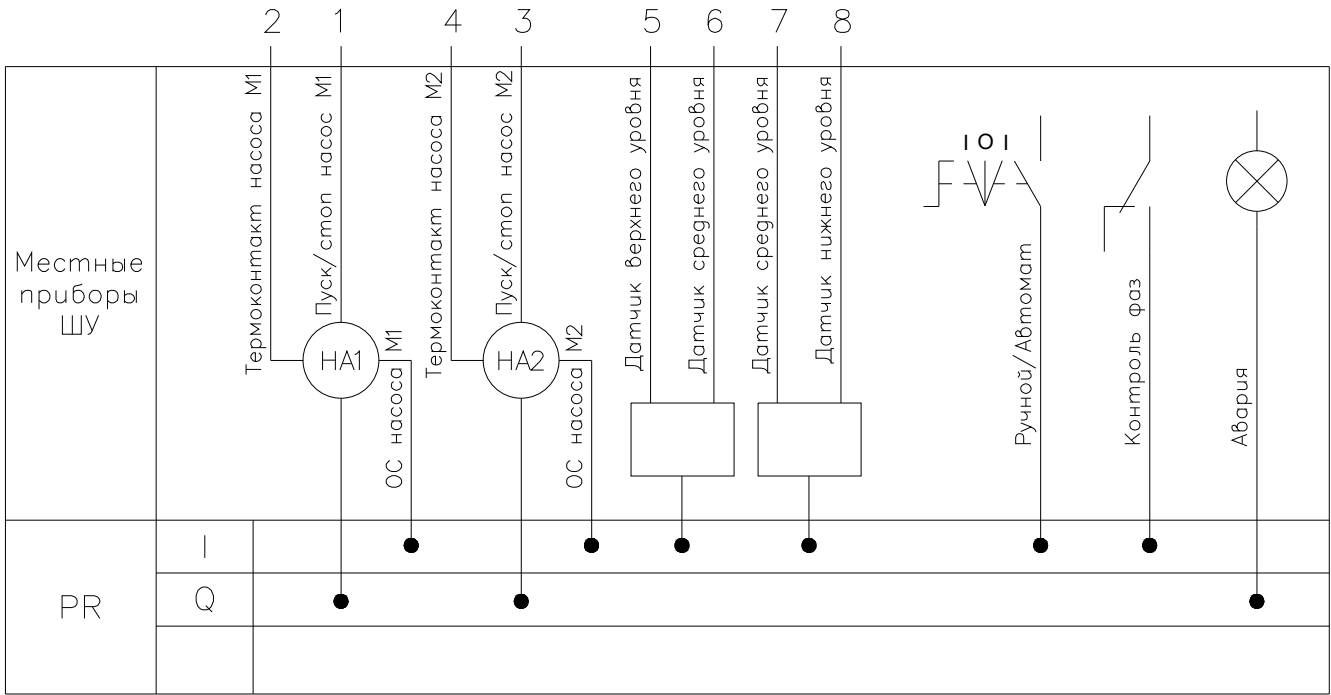 2 1 4 3 5 6 7 8
Термоконтакт насоса М1
Пуск/стоп насос М1
Термоконтакт насоса М2
Пуск/стоп насос М2
Датчик верхнего уровня
Датчик среднего уровня
Датчик среднего уровня
Датчик нижнего уровня
I O I
Местные
приборы
ШУ
НА1
ОС насоса М1
НА2
ОС насоса М2
Ручной/Автомат
Контроль фаз
Авария
PR
I
Q